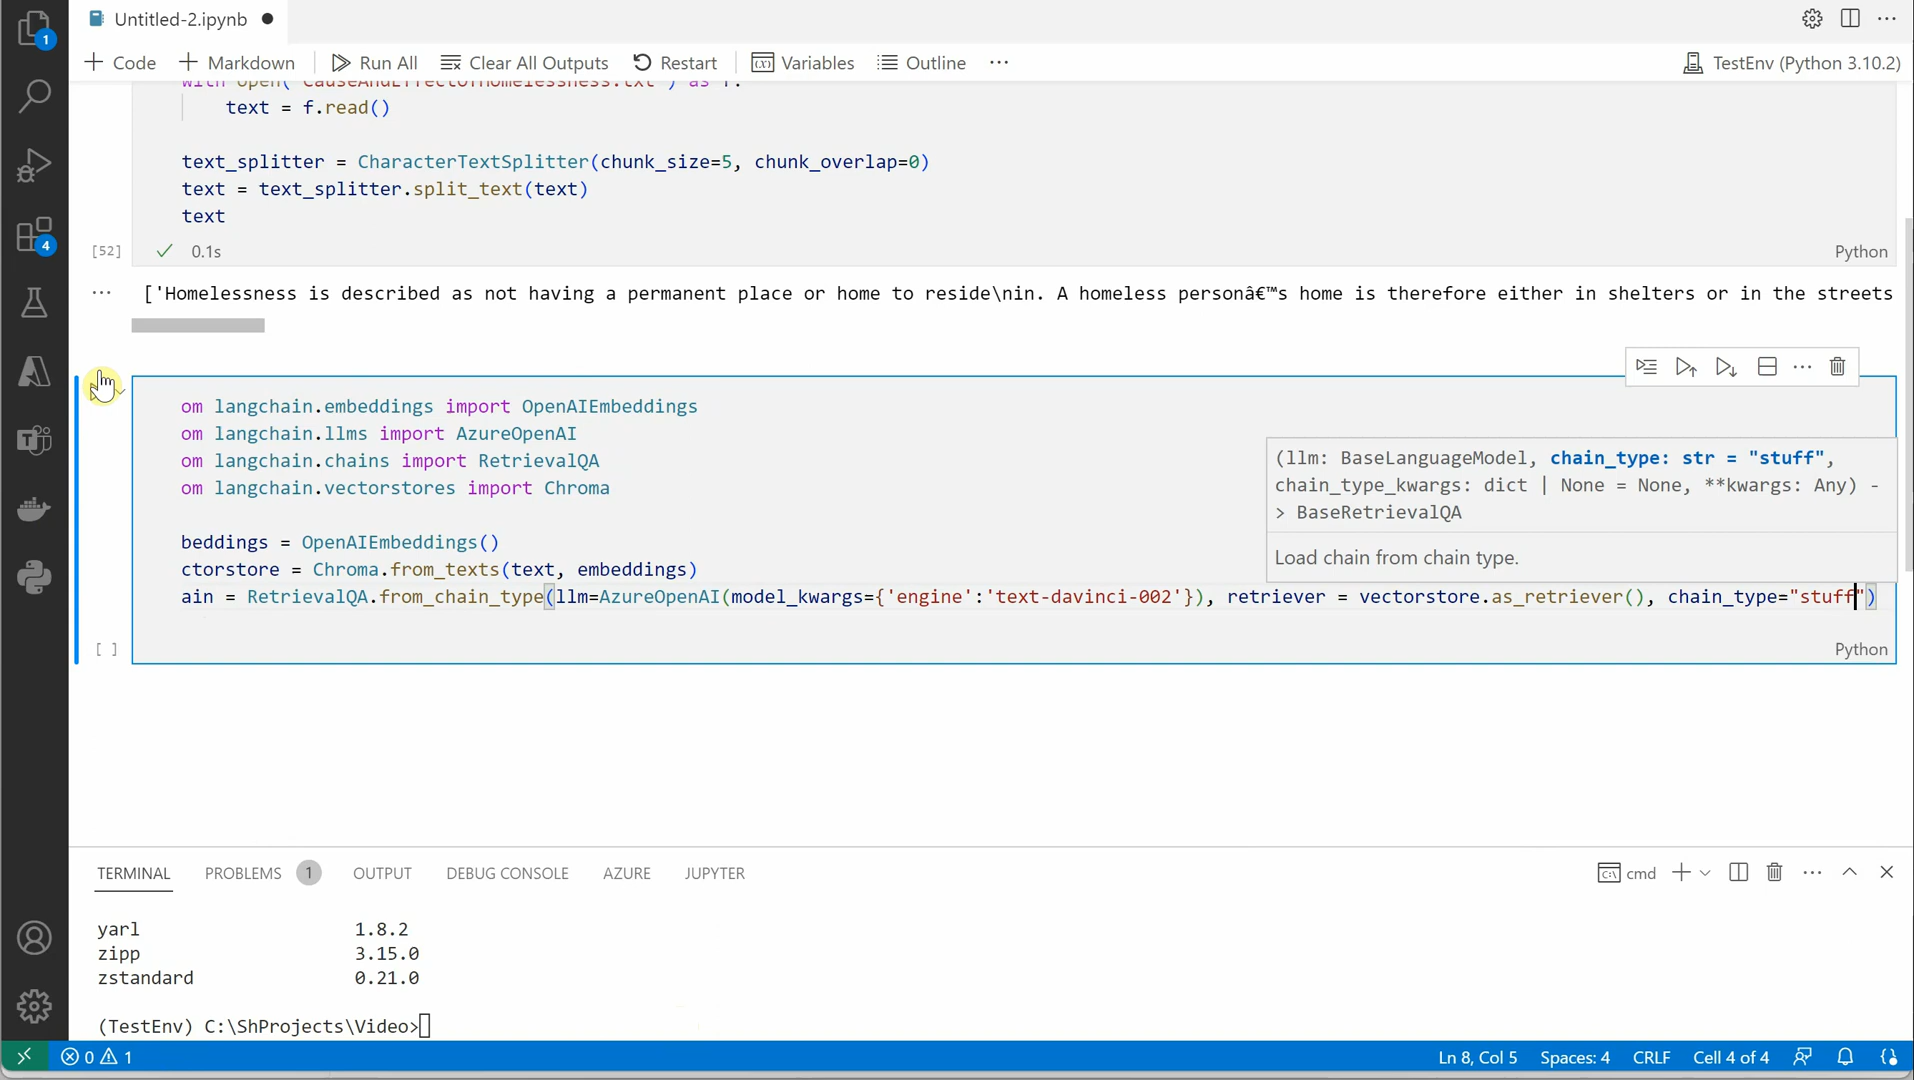 Untitled-2.ipynb
1
Code
Markdown
Run All
Clear All Outputs
Restart
Variables
Outline
TestEnv (Python 3.10.2)
with open("CauseAndEffectOfHomelessness.txt") as f:
text = f.read()
text_splitter = CharacterTextSplitter(chunk_size=5, chunk_overlap=0)
text = text_splitter.split_text(text)
text
[52]
0.1s
Python
4
['Homelessness is described as not having a permanent place or home to reside\nin. A homeless personâ€™s home is therefore either in shelters or in the streets
om langchain.embeddings import OpenAIEmbeddings
om langchain.llms import AzureOpenAI
om langchain.chains import RetrievalQA
om langchain.vectorstores import Chroma
(llm: BaseLanguageModel, chain_type: str = "stuff",
chain_type_kwargs: dict | None = None, **kwargs: Any) -
> BaseRetrievalQA
Load chain from chain type.
beddings = OpenAIEmbeddings()
ctorstore = Chroma.from_texts(text, embeddings)
ain = RetrievalQA.from_chain_type(llm=AzureOpenAI(model_kwargs={'engine':'text-davinci-002'}), retriever = vectorstore.as_retriever(), chain_type="stuff")
[ ]
Python
TERMINAL
PROBLEMS
1
OUTPUT
DEBUG CONSOLE
AZURE
JUPYTER
cmd
yarl 1.8.2
zipp 3.15.0
zstandard 0.21.0
(TestEnv) C:\ShProjects\Video>
0
1
Ln 8, Col 5
Spaces: 4
CRLF
Cell 4 of 4